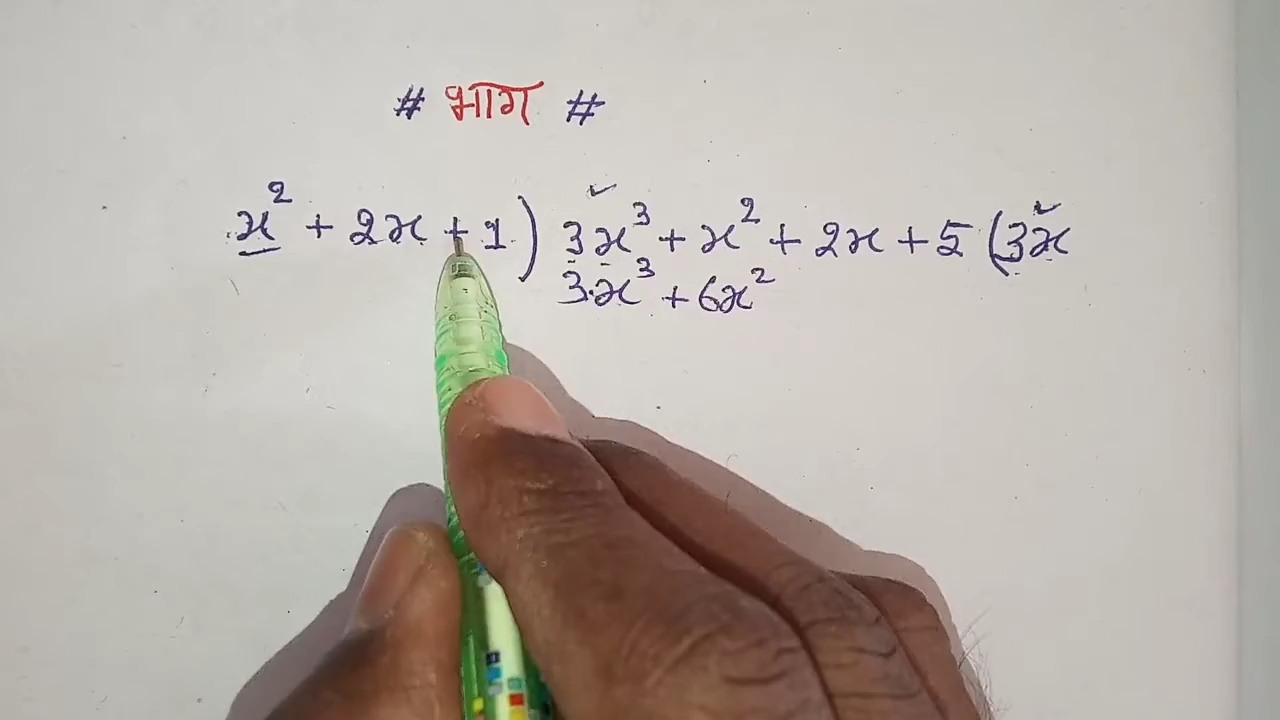 # भाग #
x² + 2x + 1 ) 3x³ + x² + 2x + 5 ( 3x
3x³ + 6x²